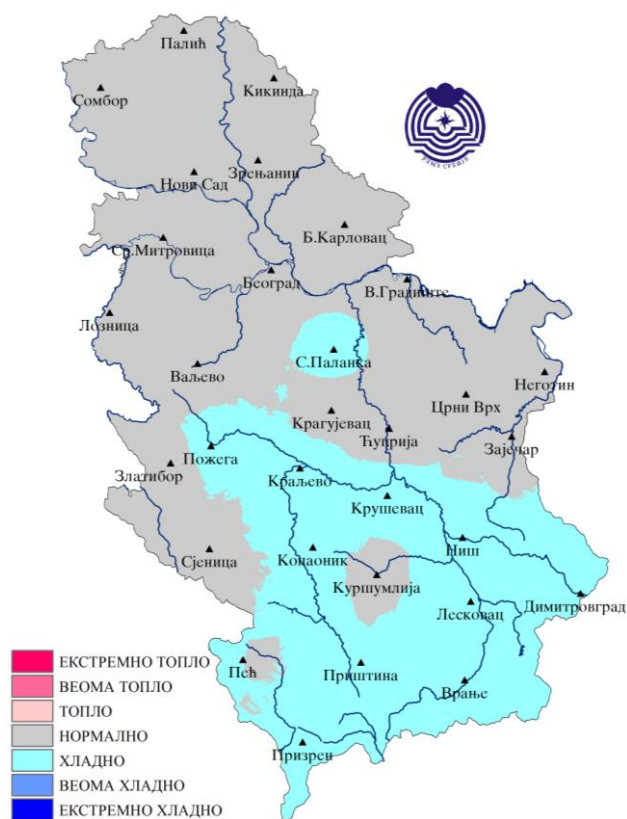 Палић
Кикинда
Сомбор
РХМЗ СРБИЈЕ
Зрењанин
Нови Сад
Б.Карловац
Ср.Митровица
Београд
В.Градиште
Лозница
С.Паланка
Ваљево
Неготин
Црни Врх
Крагујевац
Ћуприја
Зајечар
Пожега
Златибор
Краљево
Крушевац
Ниш
Сјеница
Копаоник
Куршумлија
Димитровград
Лесковац
Пећ
Приштина
Врање
Призрен
ЕКСТРЕМНО ТОПЛО
ВЕОМА ТОПЛО
ТОПЛО
НОРМАЛНО
ХЛАДНО
ВЕОМА ХЛАДНО
ЕКСТРЕМНО ХЛАДНО